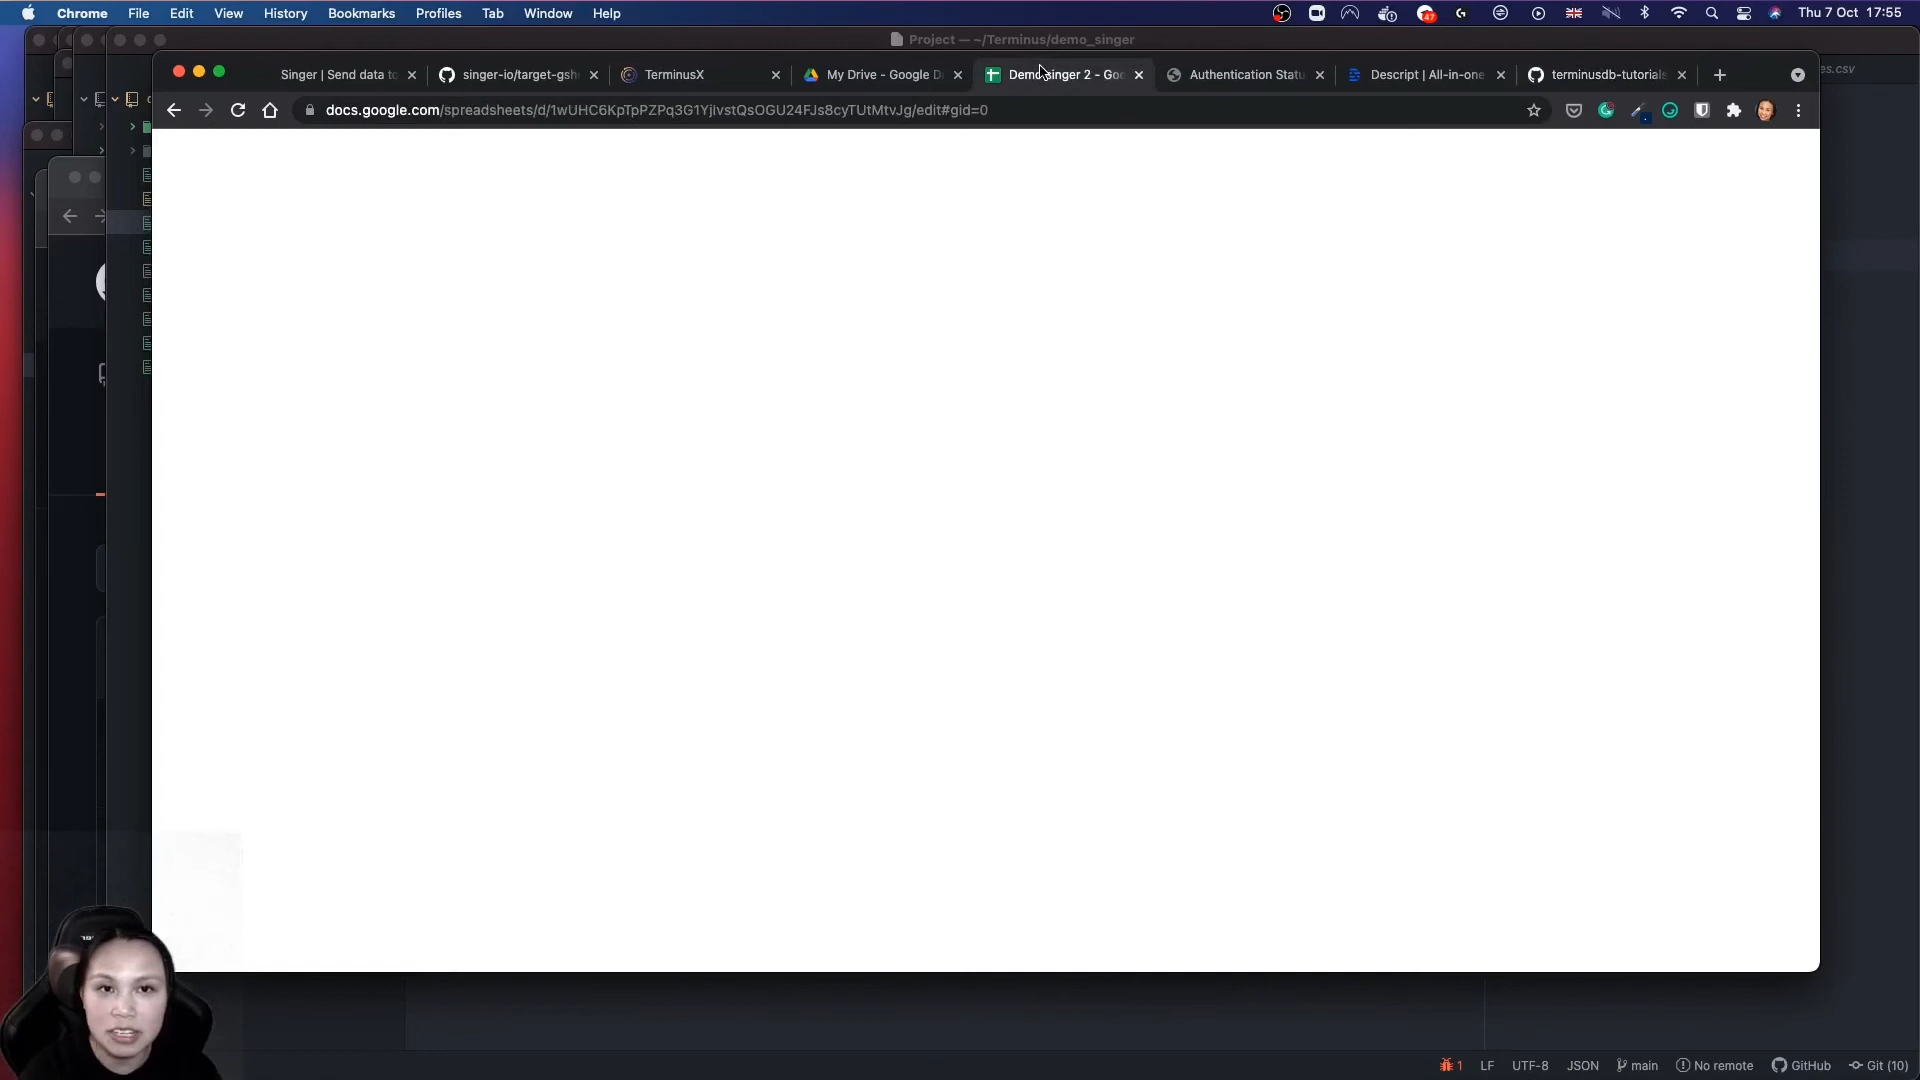 Chrome File Edit View History Bookmarks Profiles Tab Window Help
47
Thu 7 Oct 17:55
Project — ~/Terminus/demo_singer
Singer | Send data to
singer-io/target-gsh
TerminusX
My Drive - Google D
Demo singer 2 - Goo
Authentication Statu
Descript | All-in-one
terminusdb-tutorials
es.csv
docs.google.com/spreadsheets/d/1wUHC6KpTpPZPq3G1YjivstQsOGU24FJs8cyTUtMtvJg/edit#gid=0
1 LF UTF-8 JSON main No remote GitHub Git (10)